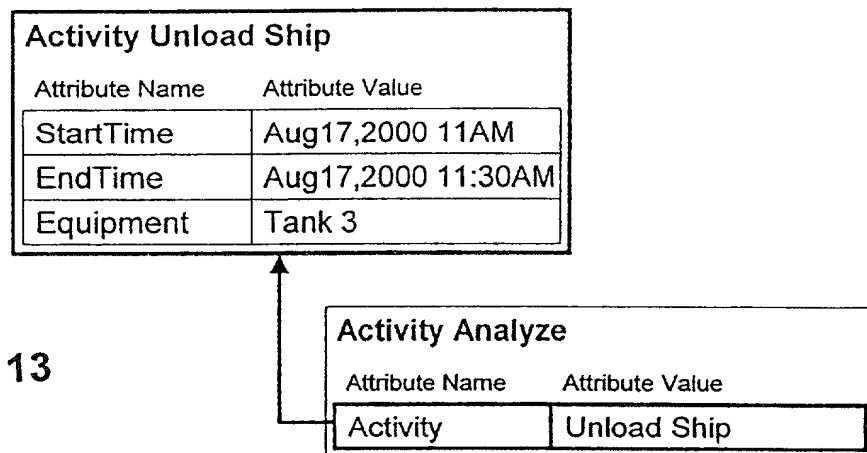 Activity Unload Ship
Attribute Name Attribute Value
StartTime Aug17,2000 11AM
EndTime Aug17,2000 11:30AM
Equipment Tank 3
13
Activity Analyze
Attribute Name Attribute Value
Activity Unload Ship